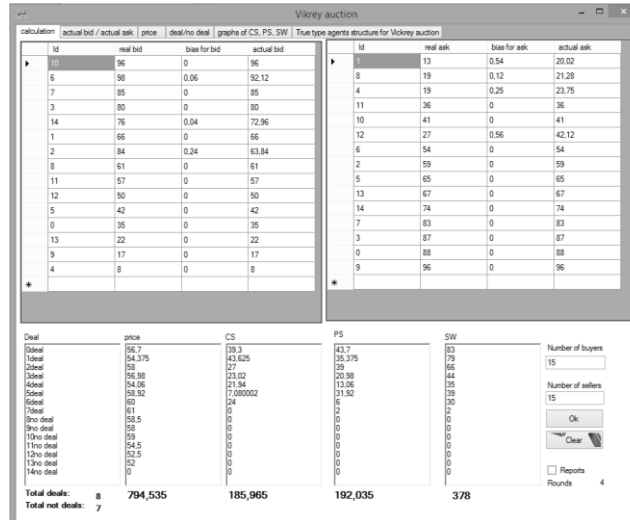 Vikrey auction
calculation actual bid / actual ask price deal/no deal graphs of CS, PS, SW True type agents structure for Vickrey auction
Id real bid bias for bid actual bid
10 96 0 96
6 98 0,06 92,12
7 85 0 85
3 80 0 80
14 76 0,04 72,96
1 66 0 66
2 84 0,24 63,84
8 61 0 61
11 57 0 57
12 50 0 50
5 42 0 42
0 35 0 35
13 22 0 22
9 17 0 17
4 8 0 8
Id real ask bias for ask actual ask
1 13 0,54 20,02
8 19 0,12 21,28
4 19 0,25 23,75
11 36 0 36
10 41 0 41
12 27 0,56 42,12
6 54 0 54
2 59 0 59
5 65 0 65
13 67 0 67
14 74 0 74
7 83 0 83
3 87 0 87
0 88 0 88
9 96 0 96
Deal price CS PS SW
0deal 56,7 39,3 43,7 83
1deal 54,375 43,625 35,375 79
2deal 58 27 39 66
3deal 56,98 23,02 20,98 44
4deal 54,06 21,94 13,06 35
5deal 58,92 7,080002 31,92 39
6deal 60 24 6 30
7deal 61 0 2 2
8no deal 58,5 0 0 0
9no deal 58 0 0 0
10no deal 59 0 0 0
11no deal 54,5 0 0 0
12no deal 52,5 0 0 0
13no deal 52 0 0 0
14no deal 0 0 0 0
Total deals: 8 794,535 185,965 192,035 378
Total not deals: 7
Number of buyers
15
Number of sellers
15
Ok
Clear
Reports
Rounds 4